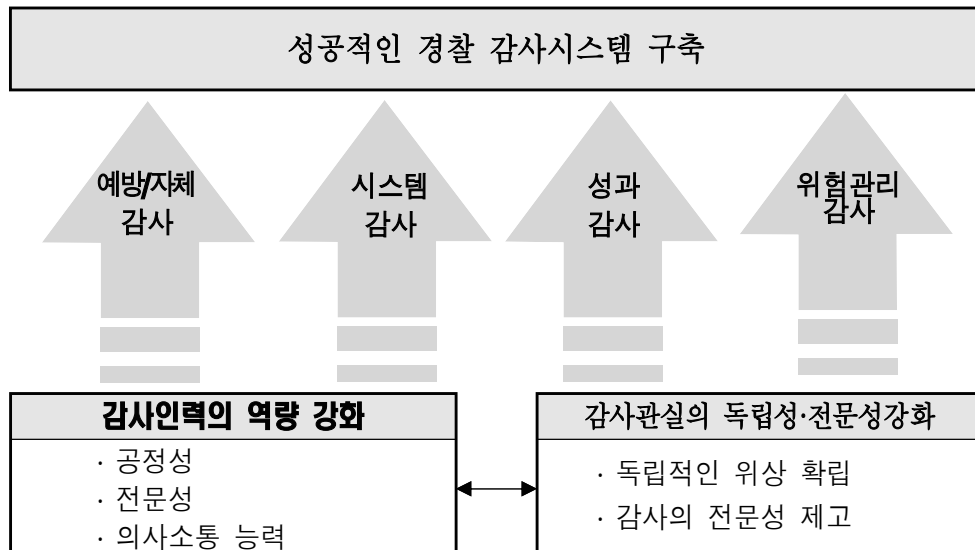 성공적인 경찰 감사시스템 구축
예방/자체
감사
시스템
감사
성과
감사
위험관리
감사
감사인력의 역량 강화
· 공정성
· 전문성
· 의사소통 능력
감사관실의 독립성·전문성강화
· 독립적인 위상 확립
· 감사의 전문성 제고